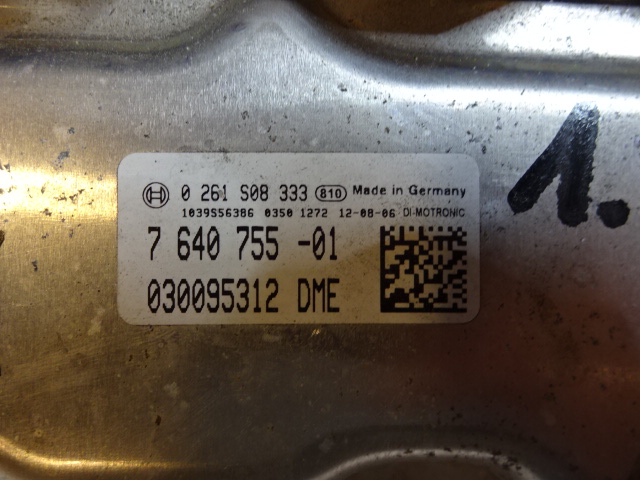 0 261 S08 333 810 Made in Germany
1039S56386 0350 1272 12-08-06 DI-MOTRONIC
7 640 755 -01
030095312 DME
1.